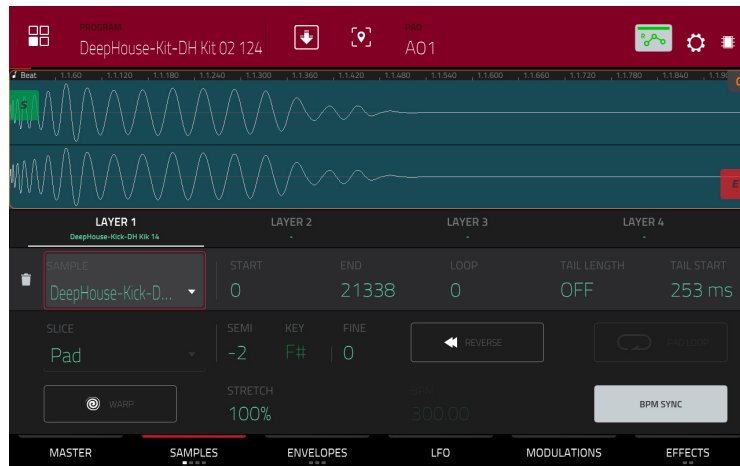 PROGRAM
DeepHouse-Kit-DH Kit 02 124
PAD
A01
Beat 1.1.60 1.1.120 1.1.180 1.1.240 1.1.300 1.1.360 1.1.420 1.1.480 1.1.540 1.1.600 1.1.660 1.1.720 1.1.780 1.1.840 1.1.90
S
E
LAYER 1 LAYER 2 LAYER 3 LAYER 4
DeepHouse-Kick-DH Kik 14 - - -
SAMPLE START END LOOP TAIL LENGTH TAIL START
DeepHouse-Kick-D... 0 21338 0 OFF 253 ms
SLICE SEMI KEY FINE
Pad -2 F# 0 REVERSE PAD LOOP
STRETCH BPM
WARP 100% 300.00 BPM SYNC
MASTER SAMPLES ENVELOPES LFO MODULATIONS EFFECTS